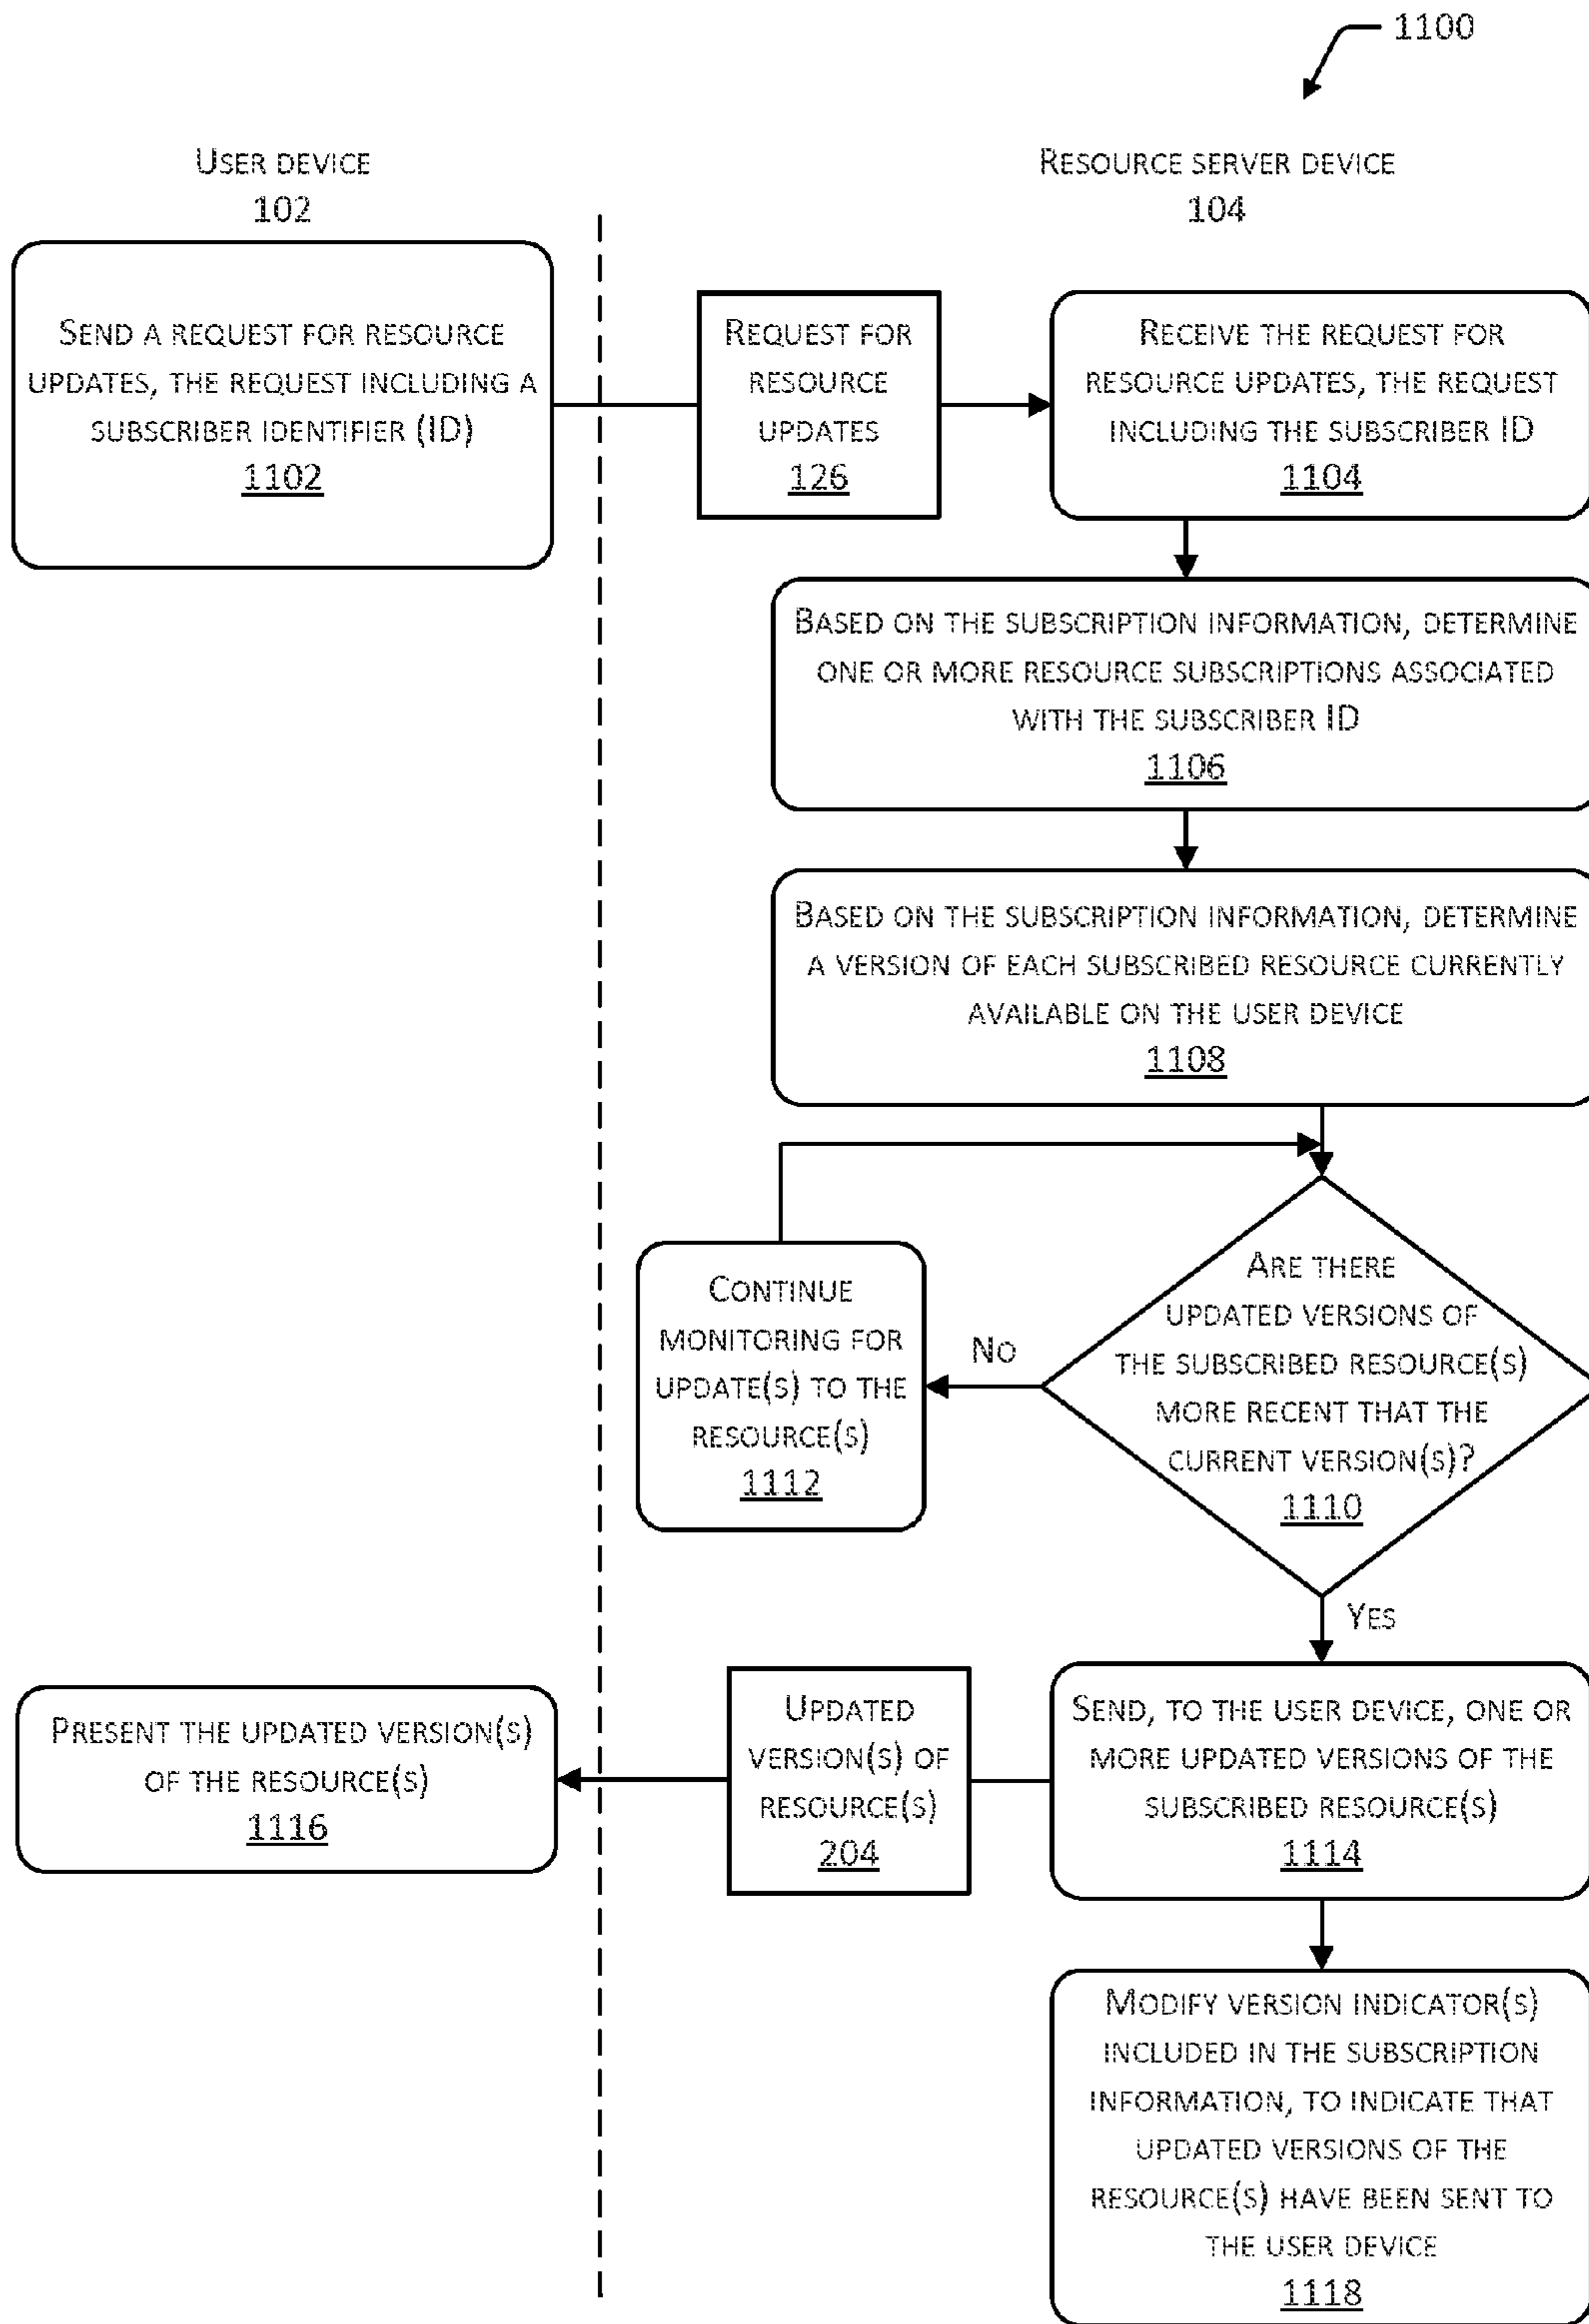 1100
User device
102
Resource server device
104
Send a request for resource
updates, the request including a
subscriber identifier (ID)
1102
Request for
resource
updates
126
Receive the request for
resource updates, the request
including the subscriber ID
1104
Based on the subscription information, determine
one or more resource subscriptions associated
with the subscriber ID
1106
Based on the subscription information, determine
a version of each subscribed resource currently
available on the user device
1108
Are there
updated versions of
the subscribed resource(s)
more recent that the
current version(s)?
1110
No
Continue
monitoring for
update(s) to the
resource(s)
1112
Yes
Send, to the user device, one or
more updated versions of the
subscribed resource(s)
1114
Updated
version(s) of
resource(s)
204
Present the updated version(s)
of the resource(s)
1116
Modify version indicator(s)
included in the subscription
information, to indicate that
updated versions of the
resource(s) have been sent to
the user device
1118